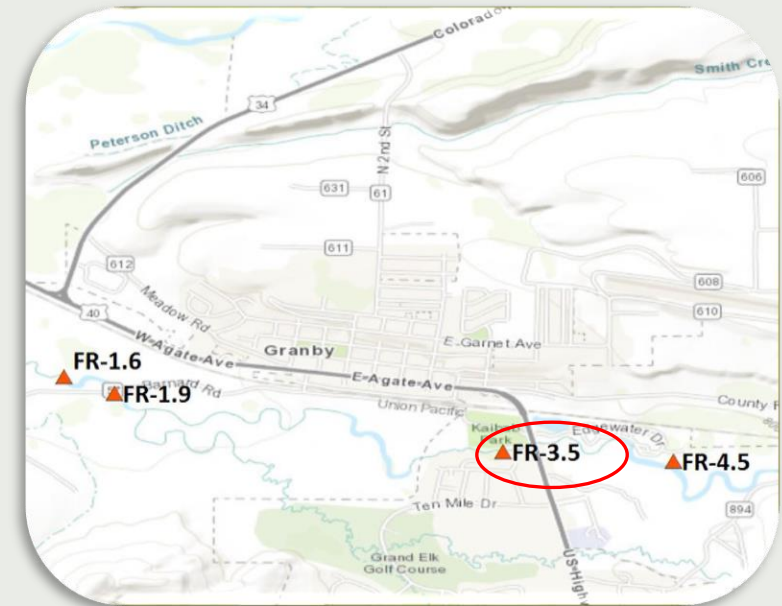 Colorado
Smith Cre
34
Peterson Ditch
N 2nd St
631
61
606
611
612
608
Meadow Rd
610
40
W Agate Ave
Granby
E Garnet Ave
FR-1.6
E Agate Ave
Barnard Rd
FR-1.9
Union Pacific
County R
Kaibab
Park
Edgewater Dr
FR-3.5
FR-4.5
Ten Mile Dr
894
Grand Elk
Golf Course
US Highw